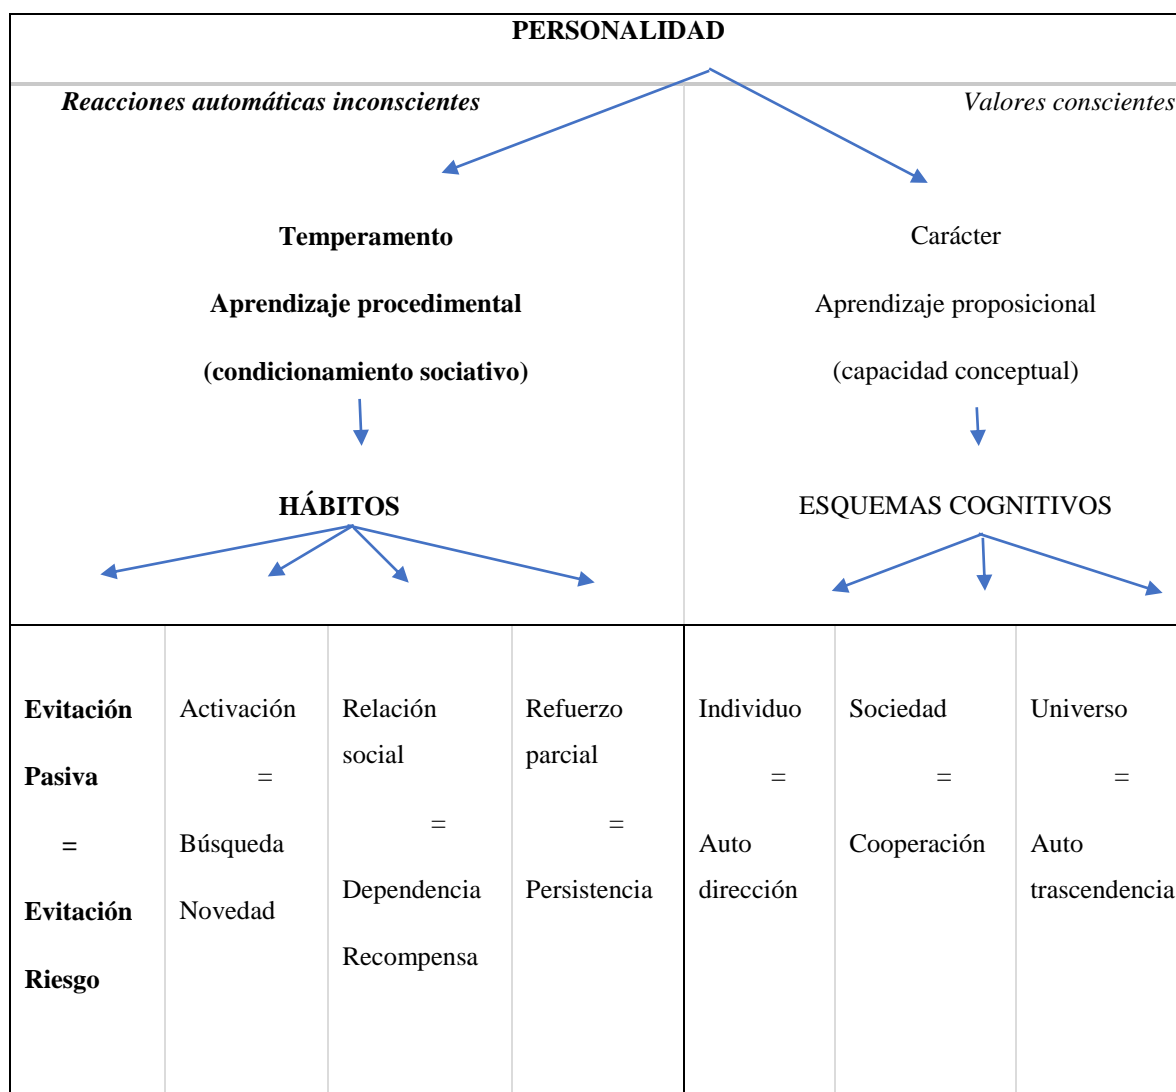 PERSONALIDAD
Reacciones automáticas inconscientes
Valores conscientes
Temperamento
Carácter
Aprendizaje procedimental
Aprendizaje proposicional
(condicionamiento sociativo)
(capacidad conceptual)
HÁBITOS
ESQUEMAS COGNITIVOS
Evitación
Pasiva
=
Evitación
Riesgo
Activación
=
Búsqueda
Novedad
Relación
social
=
Dependencia
Recompensa
Refuerzo
parcial
=
Persistencia
Individuo
=
Auto
dirección
Sociedad
=
Cooperación
Universo
=
Auto
trascendencia